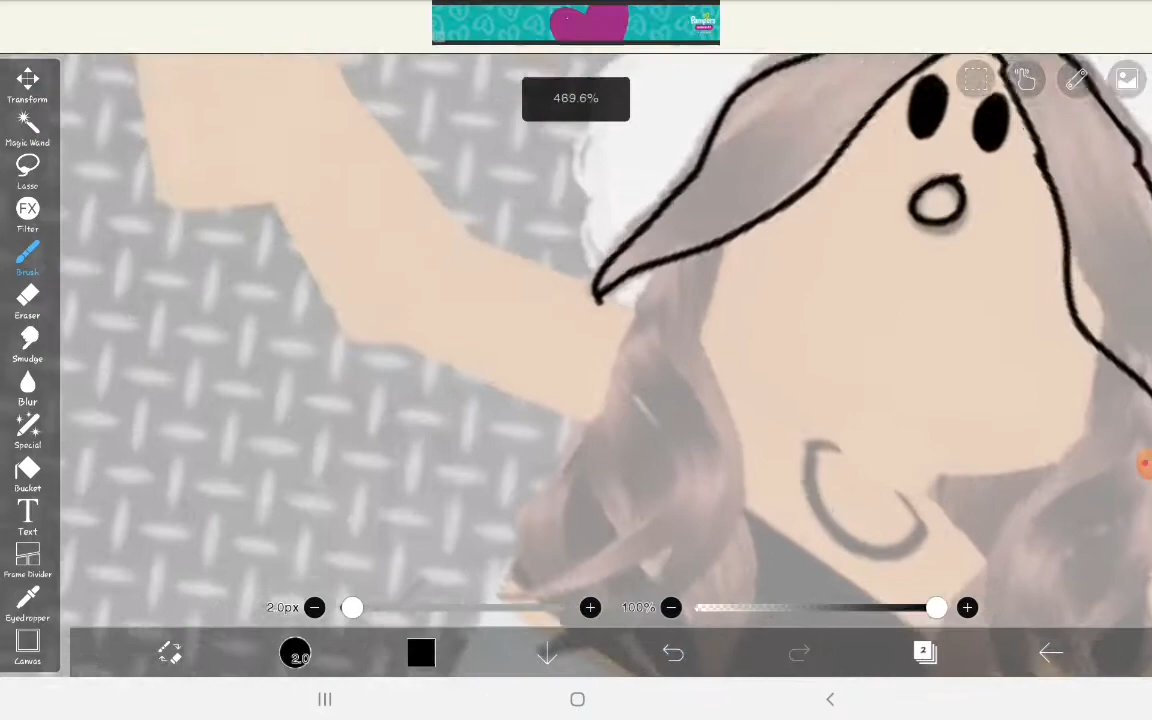 Pampers
469.6%
Transform
Magic Wand
Lasso
FX
Filter
Brush
Eraser
Smudge
Blur
Special
Bucket
T
Text
Frame Divider
Eyedropper
Canvas
2.0px
100%
2.0
2